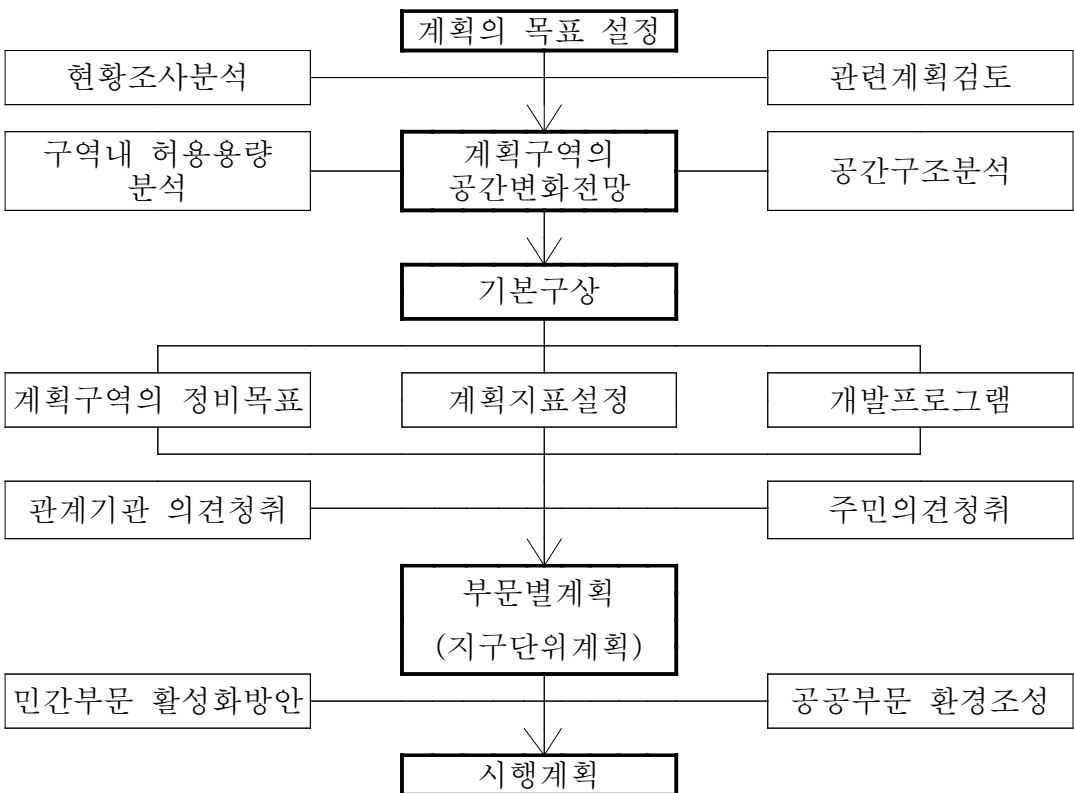 계획의 목표 설정
현황조사분석
관련계획검토
구역내 허용용량
분석
계획구역의
공간변화전망
공간구조분석
기본구상
계획구역의 정비목표
계획지표설정
개발프로그램
관계기관 의견청취
주민의견청취
부문별계획
(지구단위계획)
민간부문 활성화방안
공공부문 환경조성
시행계획